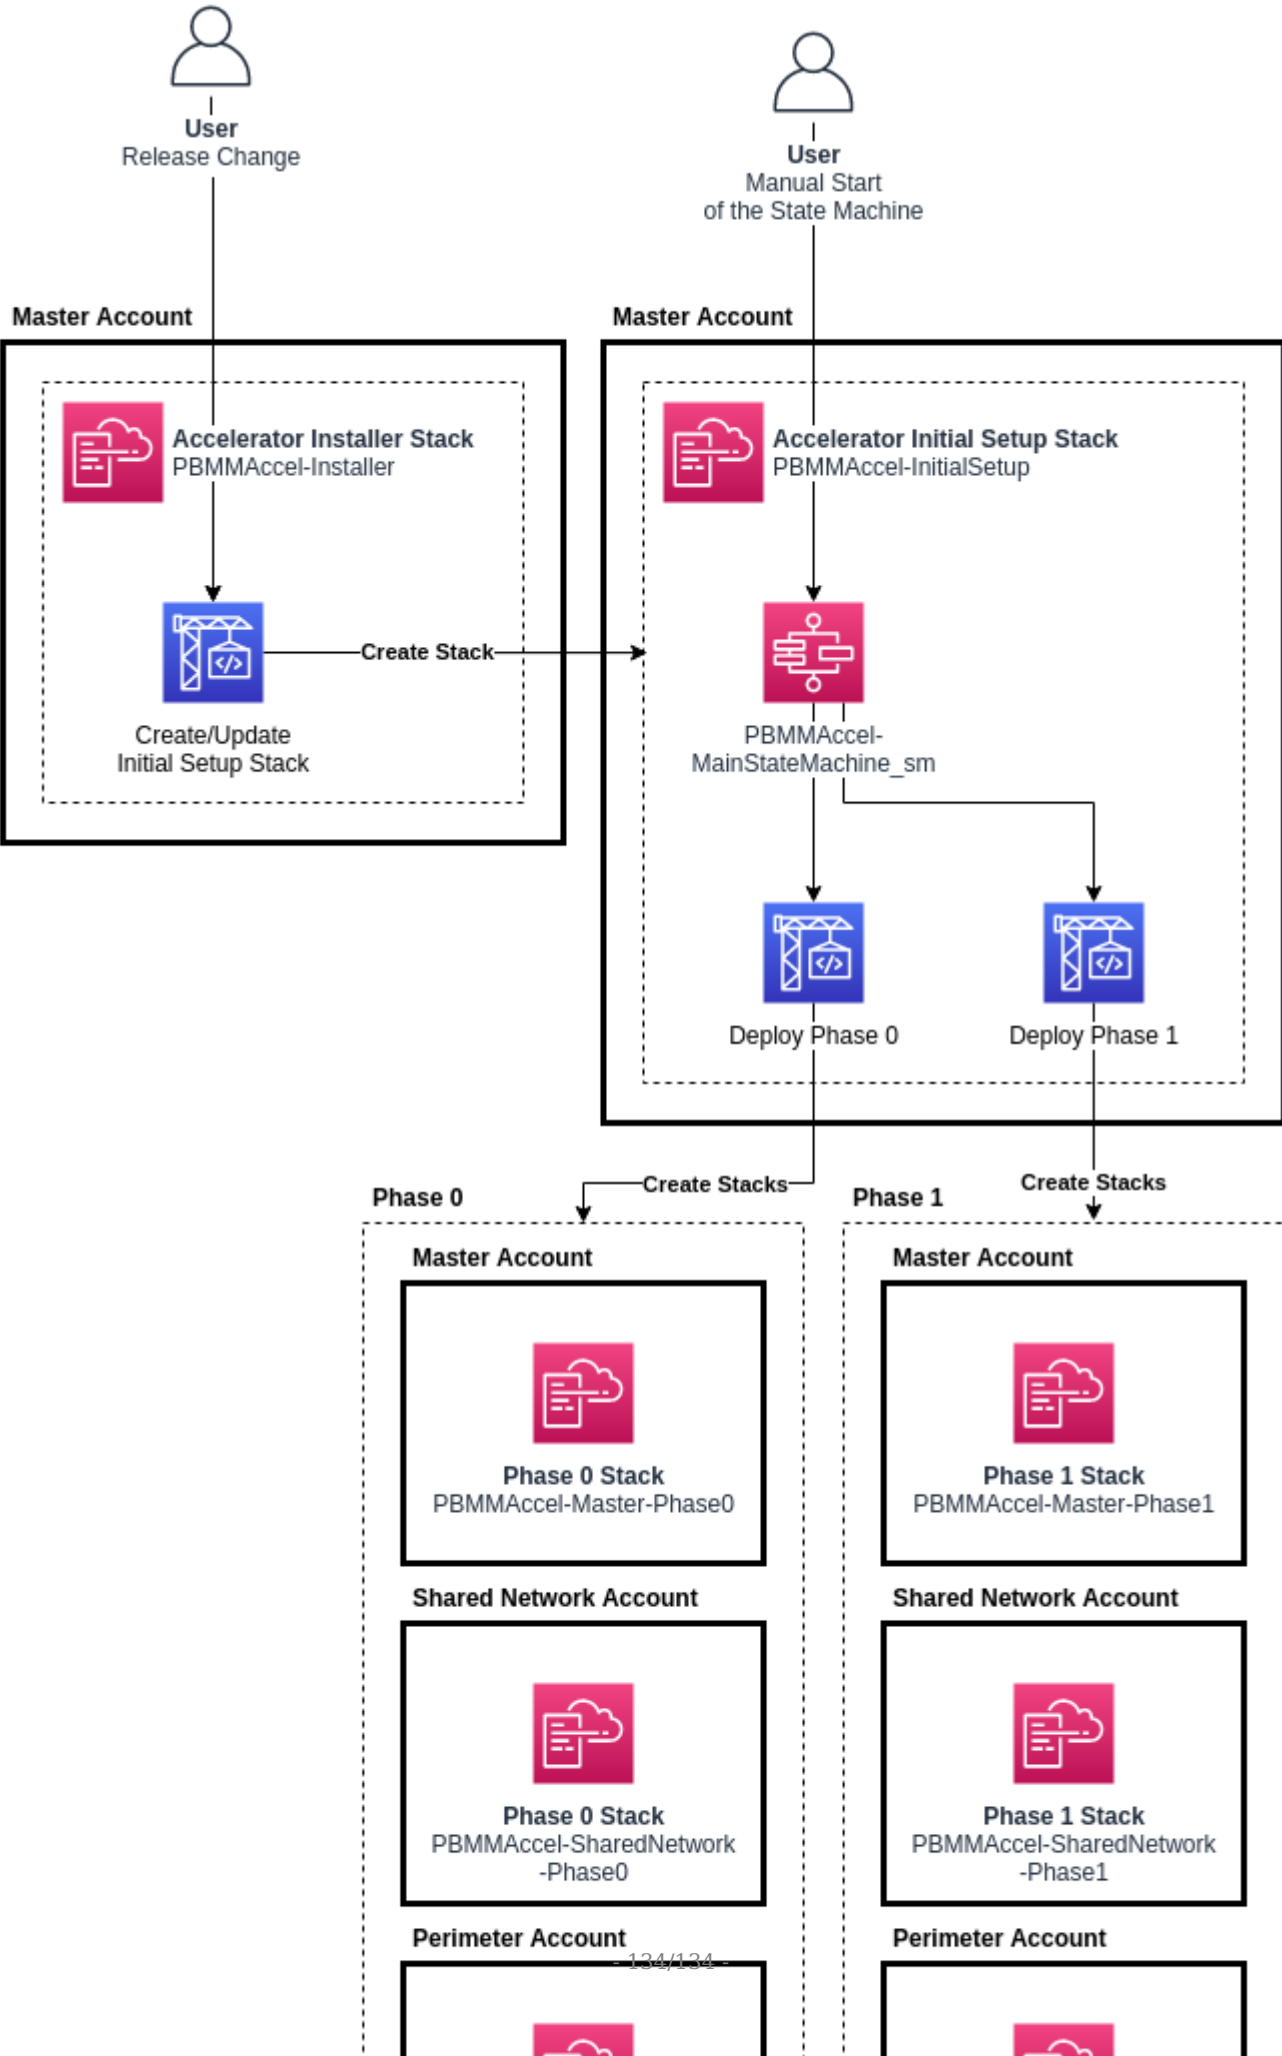 User
Release Change
User
Manual Start
of the State Machine
Master Account
Master Account
Accelerator Installer Stack
PBMMAccel-Installer
Accelerator Initial Setup Stack
PBMMAccel-InitialSetup
Create Stack
Create/Update
Initial Setup Stack
PBMMAccel-
MainStateMachine_sm
Deploy Phase 0
Deploy Phase 1
Create Stacks
Create Stacks
Phase 0
Phase 1
Master Account
Master Account
Phase 0 Stack
PBMMAccel-Master-Phase0
Phase 1 Stack
PBMMAccel-Master-Phase1
Shared Network Account
Shared Network Account
Phase 0 Stack
PBMMAccel-SharedNetwork
-Phase0
Phase 1 Stack
PBMMAccel-SharedNetwork
-Phase1
Perimeter Account
Perimeter Account
- 134/134 -